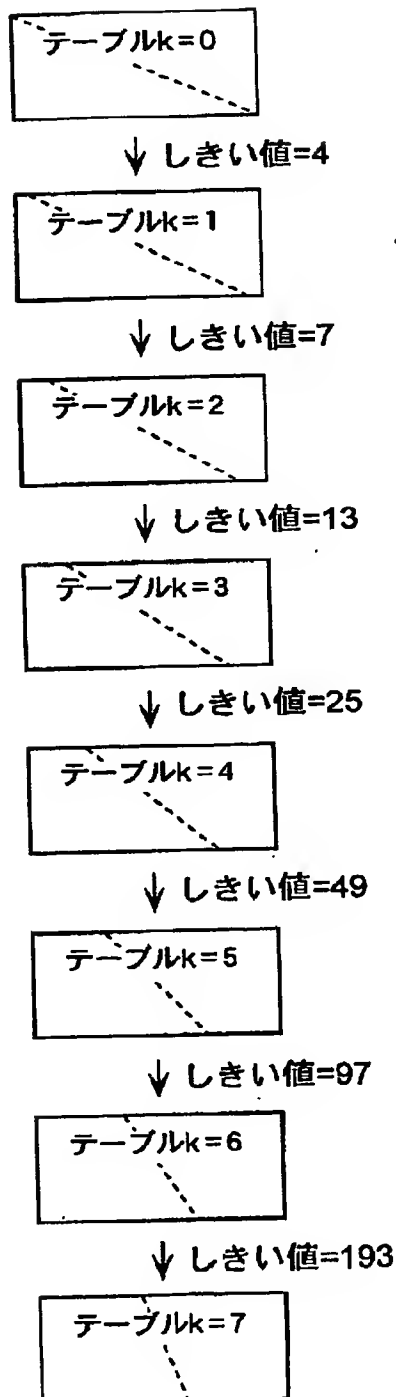 テーブルk=0
↓ しきい値=4
テーブルk=1
↓ しきい値=7
テーブルk=2
↓ しきい値=13
テーブルk=3
↓ しきい値=25
テーブルk=4
↓ しきい値=49
テーブルk=5
↓ しきい値=97
テーブルk=6
↓ しきい値=193
テーブルk=7